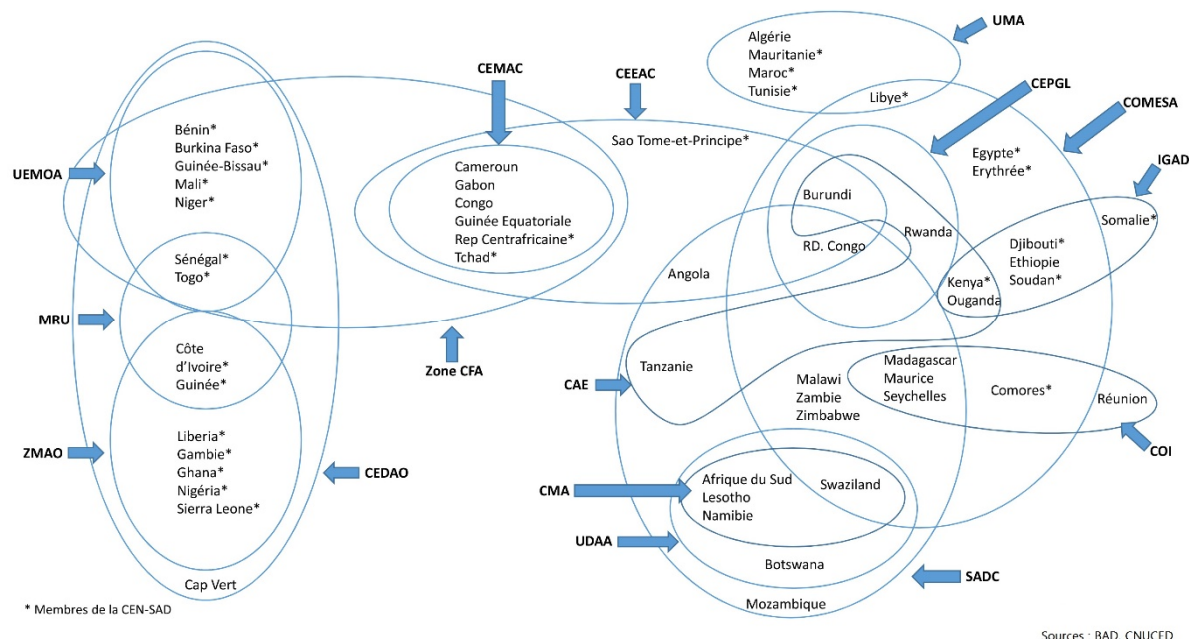 UMA
Algérie
Mauritanie*
Maroc*
Tunisie*
Libye*
CEMAC
CEEAC
CEPGL
COMESA
IGAD
Bénin*
Burkina Faso*
Guinée-Bissau*
Mali*
Niger*
UEMOA
Sao Tome-et-Principe*
Cameroun
Gabon
Congo
Guinée Equatoriale
Rep Centrafricaine*
Tchad*
Egypte*
Erythrée*
Burundi
Rwanda
RD. Congo
Somalie*
Djibouti*
Ethiopie
Soudan*
Kenya*
Ouganda
Angola
Sénégal*
Togo*
MRU
Côte
d'Ivoire*
Guinée*
Zone CFA
CAE
Tanzanie
Malawi
Zambie
Zimbabwe
Madagascar
Maurice
Seychelles
Comores*
Réunion
COI
ZMAO
Liberia*
Gambie*
Ghana*
Nigéria*
Sierra Leone*
CEDAO
CMA
Afrique du Sud
Lesotho
Namibie
Swaziland
UDAA
Botswana
SADC
Mozambique
Cap Vert
* Membres de la CEN-SAD
Sources : BAD, CNUCED